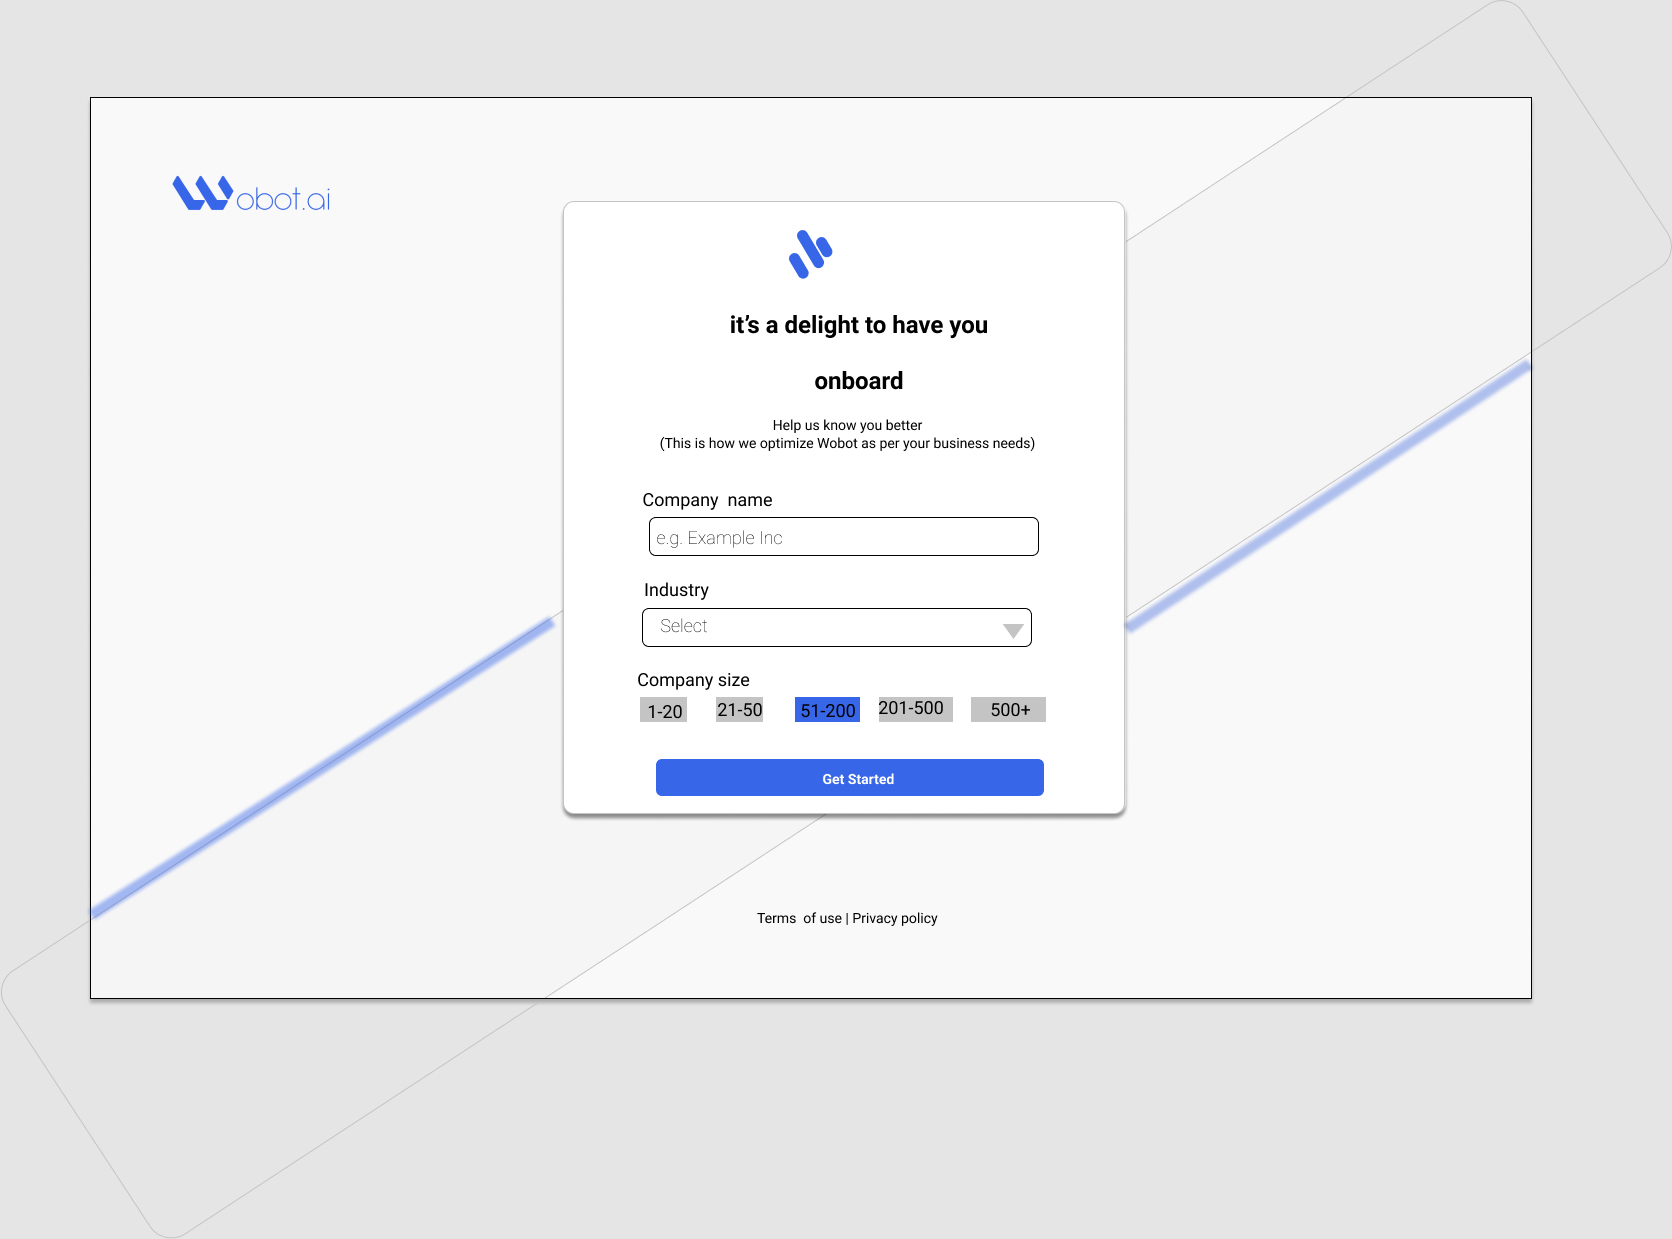 Wobot.ai
it’s a delight to have you
onboard
Help us know you better
(This is how we optimize Wobot as per your business needs)
Company  name
e.g. Example Inc
Industry
Select
Company size
1-20 21-50 51-200 201-500 500+
Get Started
Terms  of use | Privacy policy